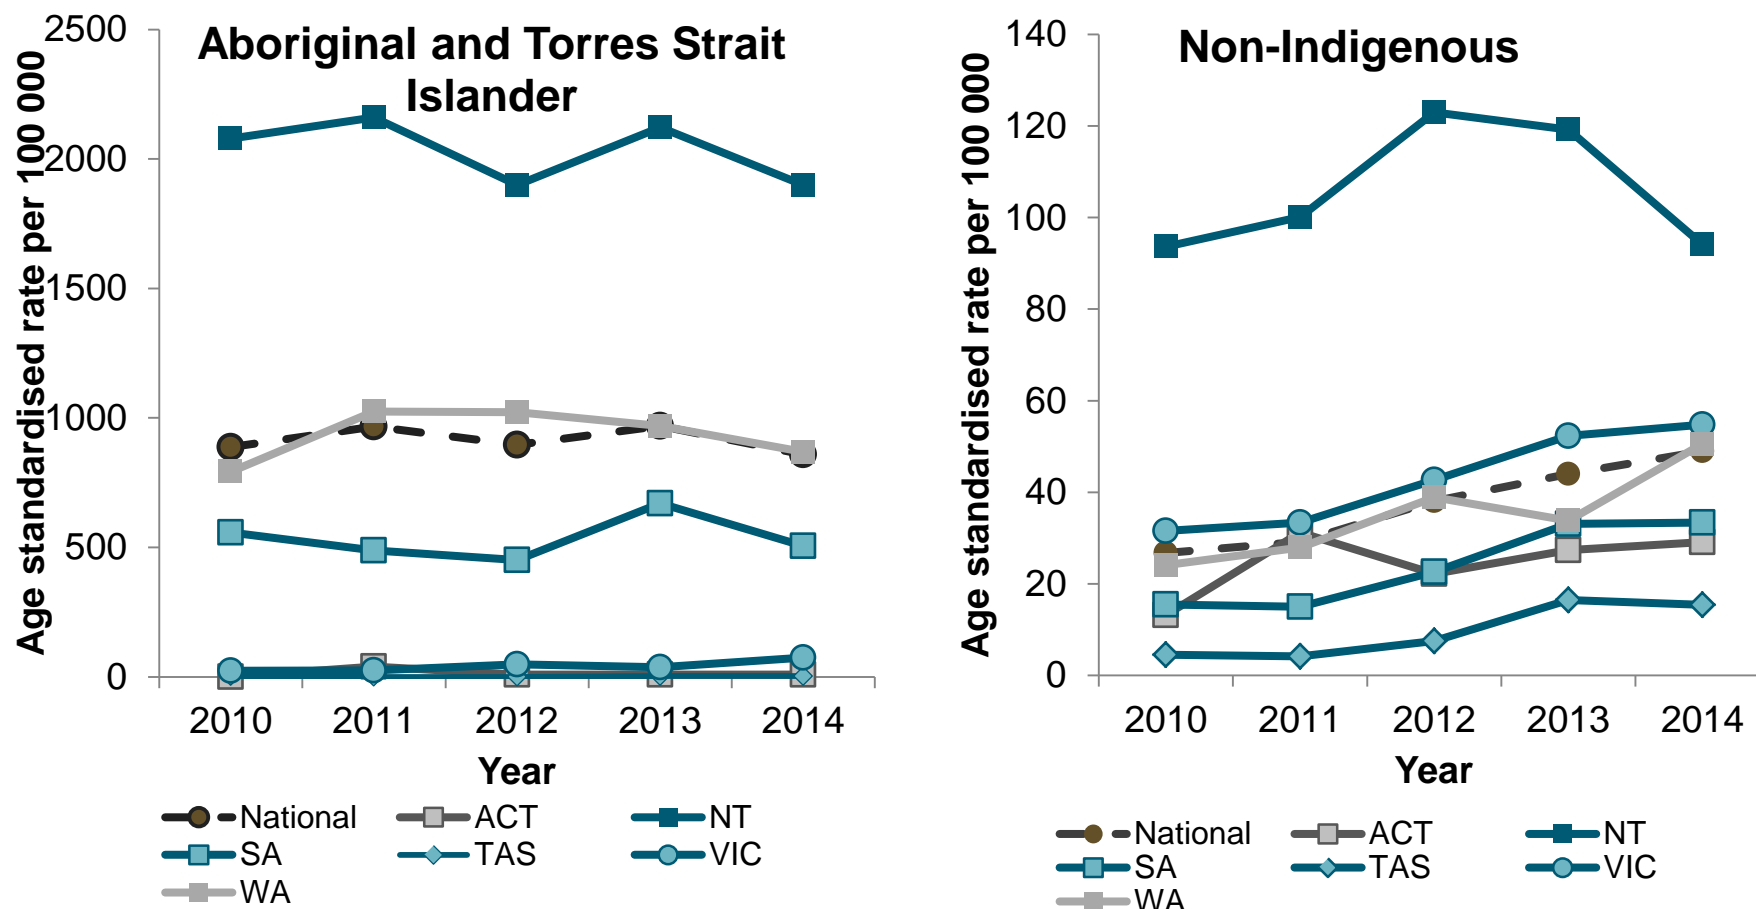 Aboriginal and Torres Strait
Islander
Age standardised rate per 100 000
2500
2000
1500
1000
500
0
2010 2011 2012 2013 2014
Year
National ACT NT
SA TAS VIC
WA
Non-Indigenous
Age standardised rate per 100 000
140
120
100
80
60
40
20
0
2010 2011 2012 2013 2014
Year
National ACT NT
SA TAS VIC
WA